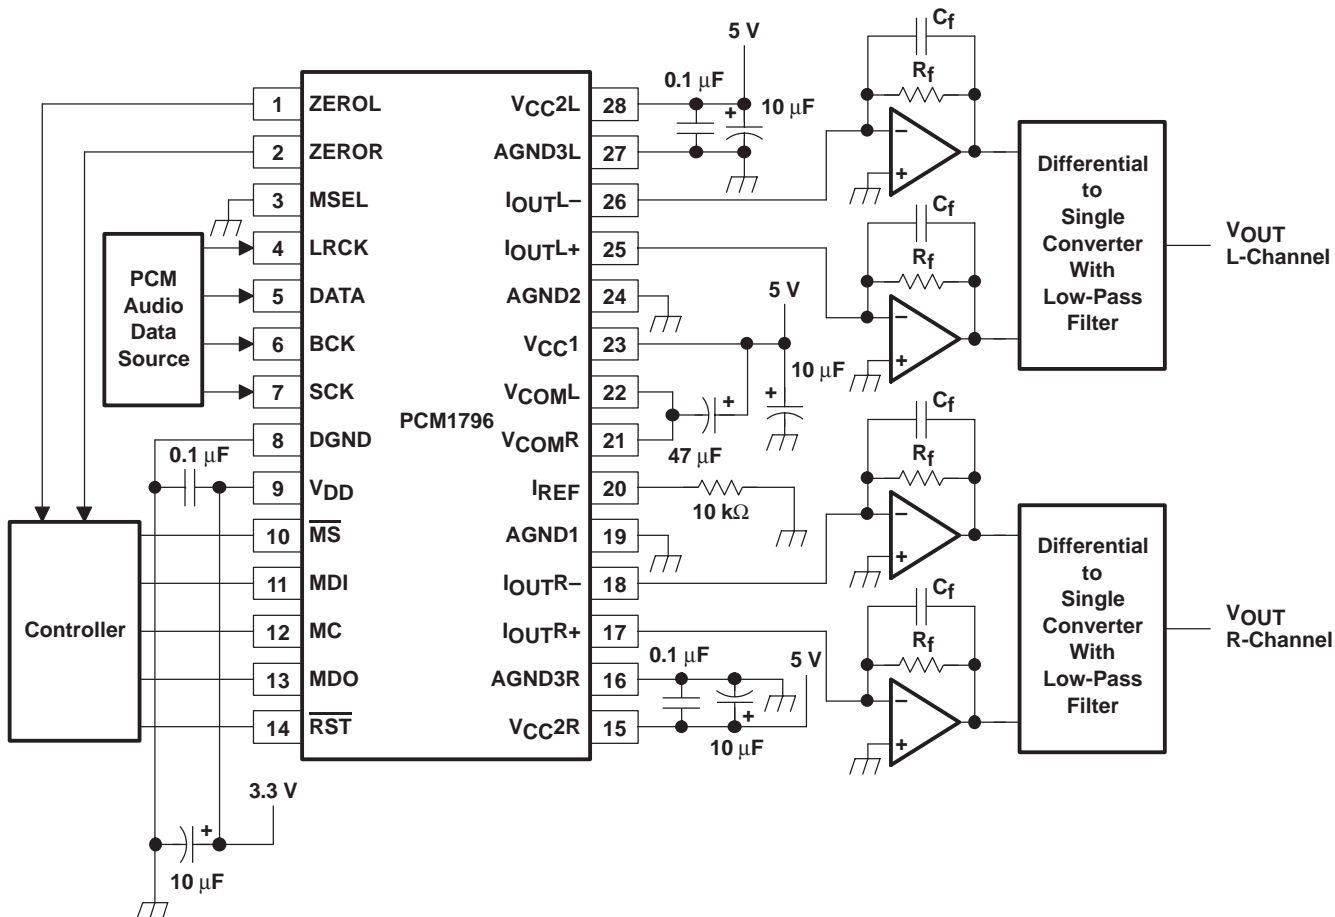 PCM1796
1 ZEROL
2 ZEROR
3 MSEL
4 LRCK
5 DATA
6 BCK
7 SCK
8 DGND
9 VDD
10 MS
11 MDI
12 MC
13 MDO
14 RST
VCC2L 28
AGND3L 27
IOUTL– 26
IOUTL+ 25
AGND2 24
VCC1 23
VCOML 22
VCOMR 21
IREF 20
AGND1 19
IOUTR– 18
IOUTR+ 17
AGND3R 16
VCC2R 15
PCM
Audio
Data
Source
Controller
0.1 µF
3.3 V
+
10 µF
5 V
0.1 µF
+
10 µF
5 V
+
10 µF
+
47 µF
10 kΩ
0.1 µF
5 V
+
10 µF
Cf
Rf
–
+
Cf
Rf
–
+
Differential
to
Single
Converter
With
Low-Pass
Filter
VOUT
L-Channel
Cf
Rf
–
+
Cf
Rf
–
+
Differential
to
Single
Converter
With
Low-Pass
Filter
VOUT
R-Channel